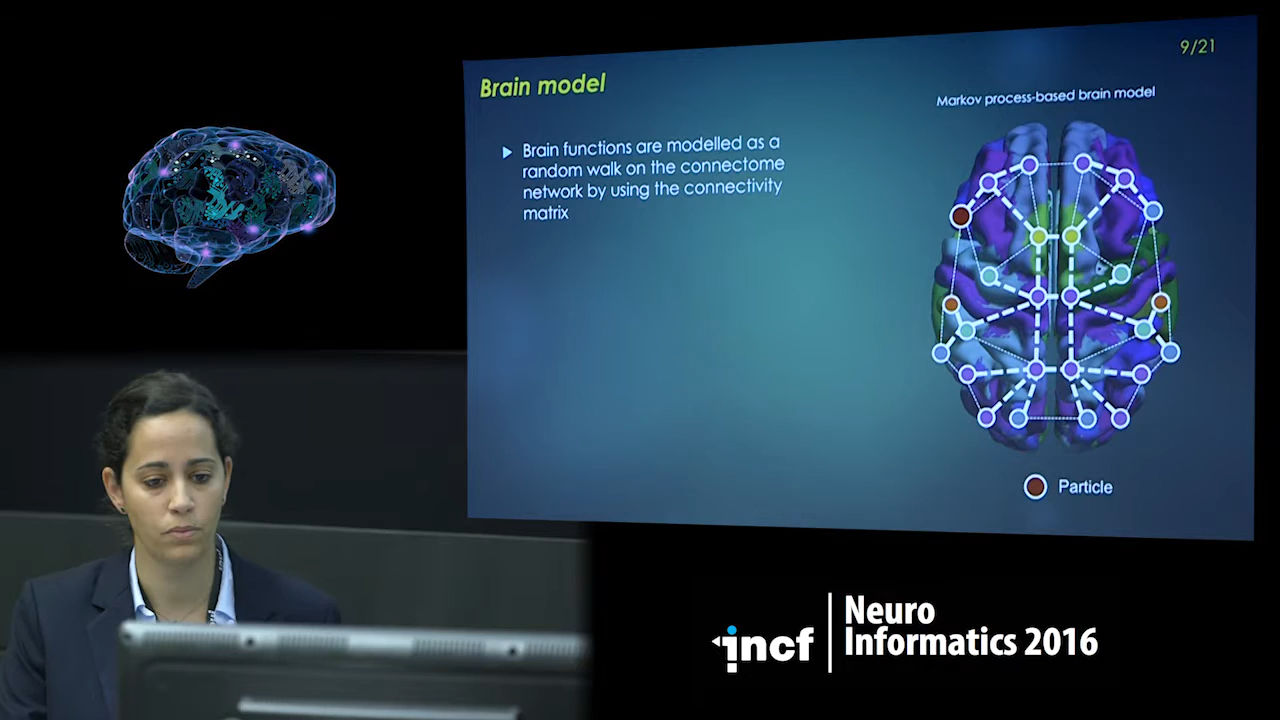 9/21
Brain model
Markov process-based brain model
Brain functions are modelled as a
random walk on the connectome
network by using the connectivity
matrix
Particle
incf
Neuro
Informatics 2016